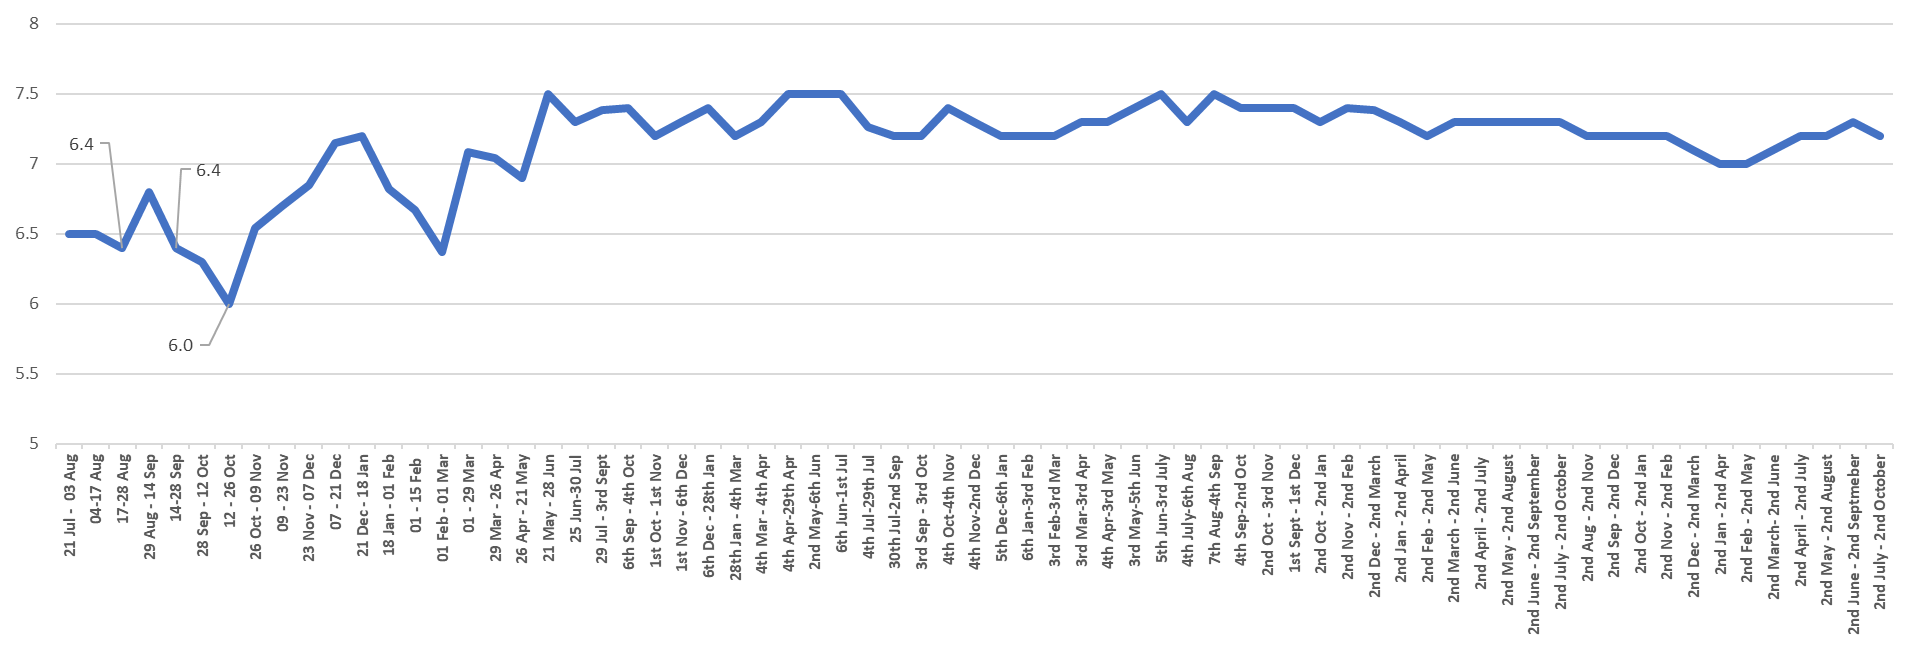 8
7.5
7
6.5
6
5.5
5
6.4
6.4
6.0
21 Jul - 03 Aug
04-17 Aug
17-28 Aug
29 Aug - 14 Sep
14-28 Sep
28 Sep - 12 Oct
12 - 26 Oct
26 Oct - 09 Nov
09 - 23 Nov
23 Nov - 07 Dec
07 - 21 Dec
21 Dec - 18 Jan
18 Jan - 01 Feb
01 - 15 Feb
01 Feb - 01 Mar
01 - 29 Mar
29 Mar - 26 Apr
26 Apr - 21 May
21 May - 28 Jun
25 Jun-30 Jul
29 Jul - 3rd Sept
6th Sep - 4th Oct
1st Oct - 1st Nov
1st Nov - 6th Dec
6th Dec - 28th Jan
28th Jan - 4th Mar
4th Mar - 4th Apr
4th Apr-29th Apr
2nd May-6th Jun
6th Jun-1st Jul
4th Jul-29th Jul
30th Jul-2nd Sep
3rd Sep - 3rd Oct
4th Oct-4th Nov
4th Nov-2nd Dec
5th Dec-6th Jan
6th Jan-3rd Feb
3rd Feb-3rd Mar
3rd Mar-3rd Apr
4th Apr-3rd May
3rd May-5th Jun
5th Jun-3rd July
4th July-6th Aug
7th Aug-4th Sep
4th Sep-2nd Oct
2nd Oct - 3rd Nov
1st Sept - 1st Dec
2nd Oct - 2nd Jan
2nd Nov - 2nd Feb
2nd Dec - 2nd March
2nd Jan - 2nd April
2nd Feb - 2nd May
2nd March - 2nd June
2nd April - 2nd July
2nd May - 2nd August
2nd June - 2nd September
2nd July - 2nd October
2nd Aug - 2nd Nov
2nd Sep - 2nd Dec
2nd Oct - 2nd Jan
2nd Nov - 2nd Feb
2nd Dec - 2nd March
2nd Jan - 2nd Apr
2nd Feb - 2nd May
2nd March- 2nd June
2nd April - 2nd July
2nd May - 2nd August
2nd June - 2nd Septmeber
2nd July - 2nd October